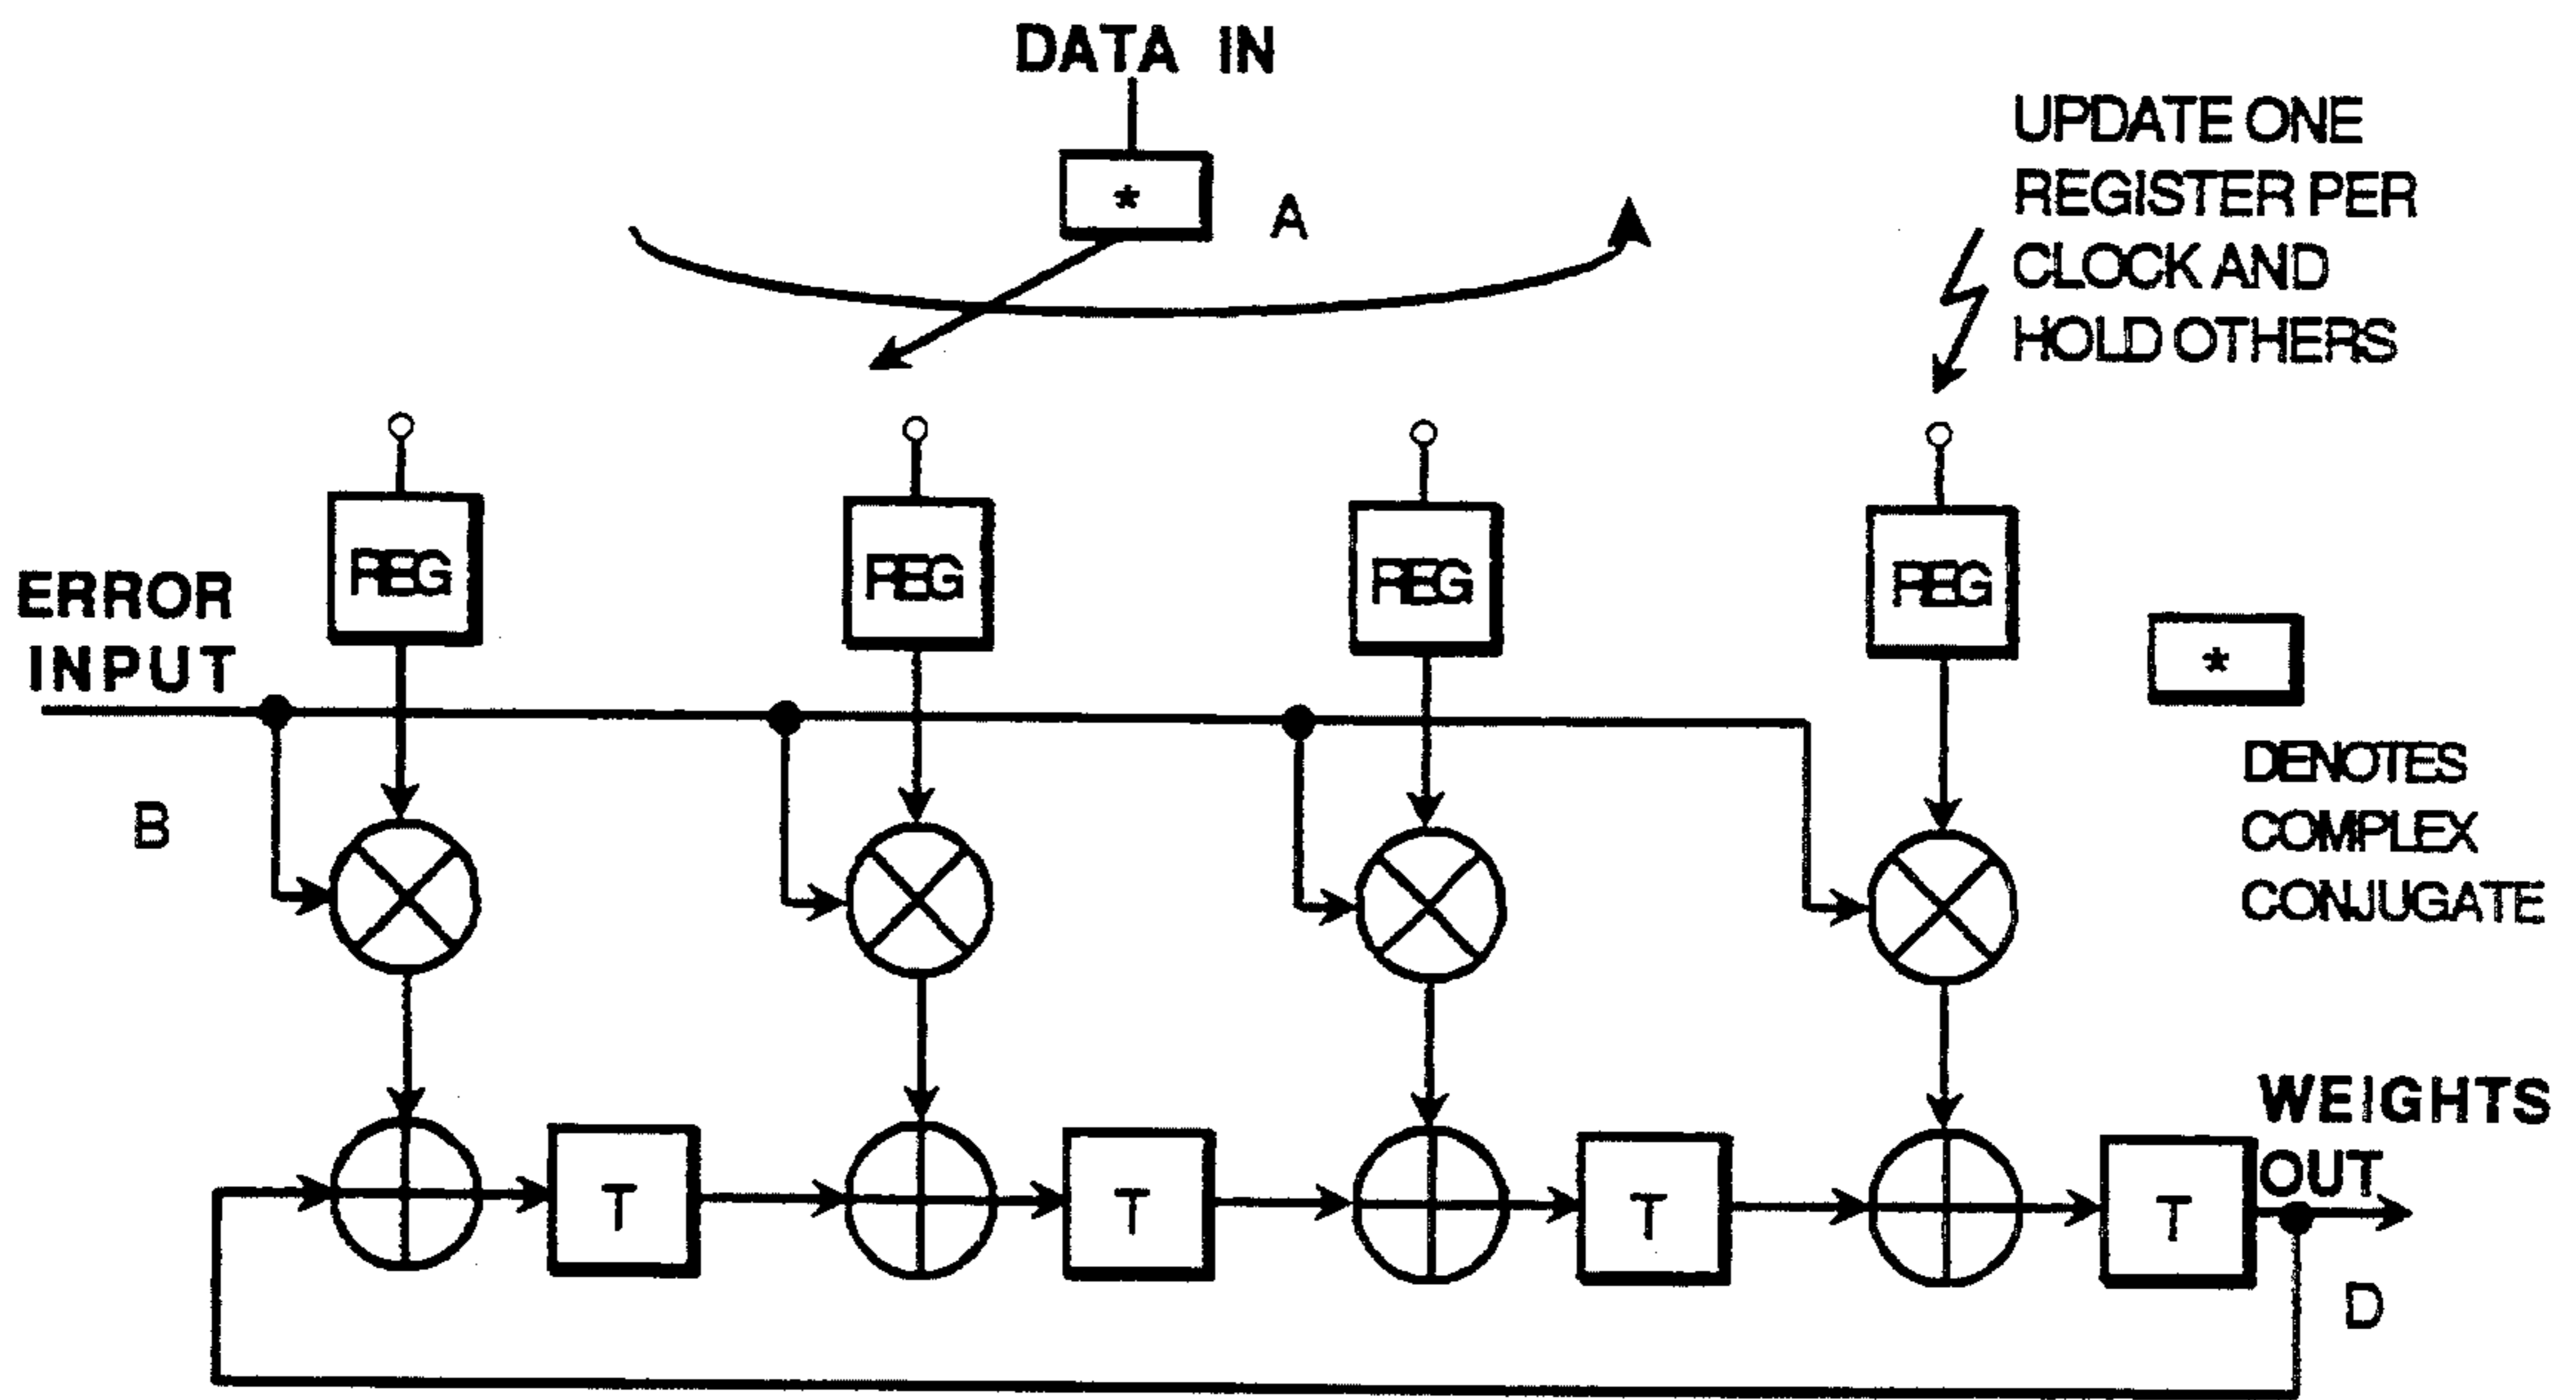 DATA IN
*
A
UPDATE ONE
REGISTER PER
CLOCK AND
HOLD OTHERS
REG
REG
REG
REG
ERROR
INPUT
*
DENOTES
COMPLEX
CONJUGATE
B
WEIGHTS
OUT
T
T
T
T
D